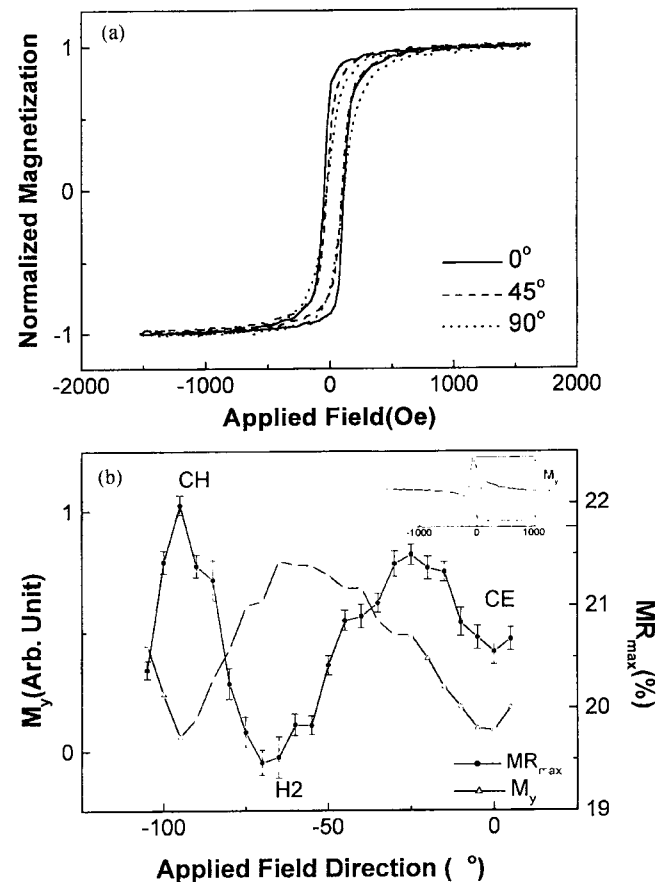 (a)
1
0
-1
Normalized Magnetization
0°
45°
90°
-2000 -1000 0 1000 2000
Applied Field(Oe)
(b)
CH
M_y
-1000 0 1000
1
0
M_y(Arb. Unit)
22
21
20
19
MR_max(%)
CE
H2
MR_max
M_y
-100 -50 0
Applied Field Direction ( °)